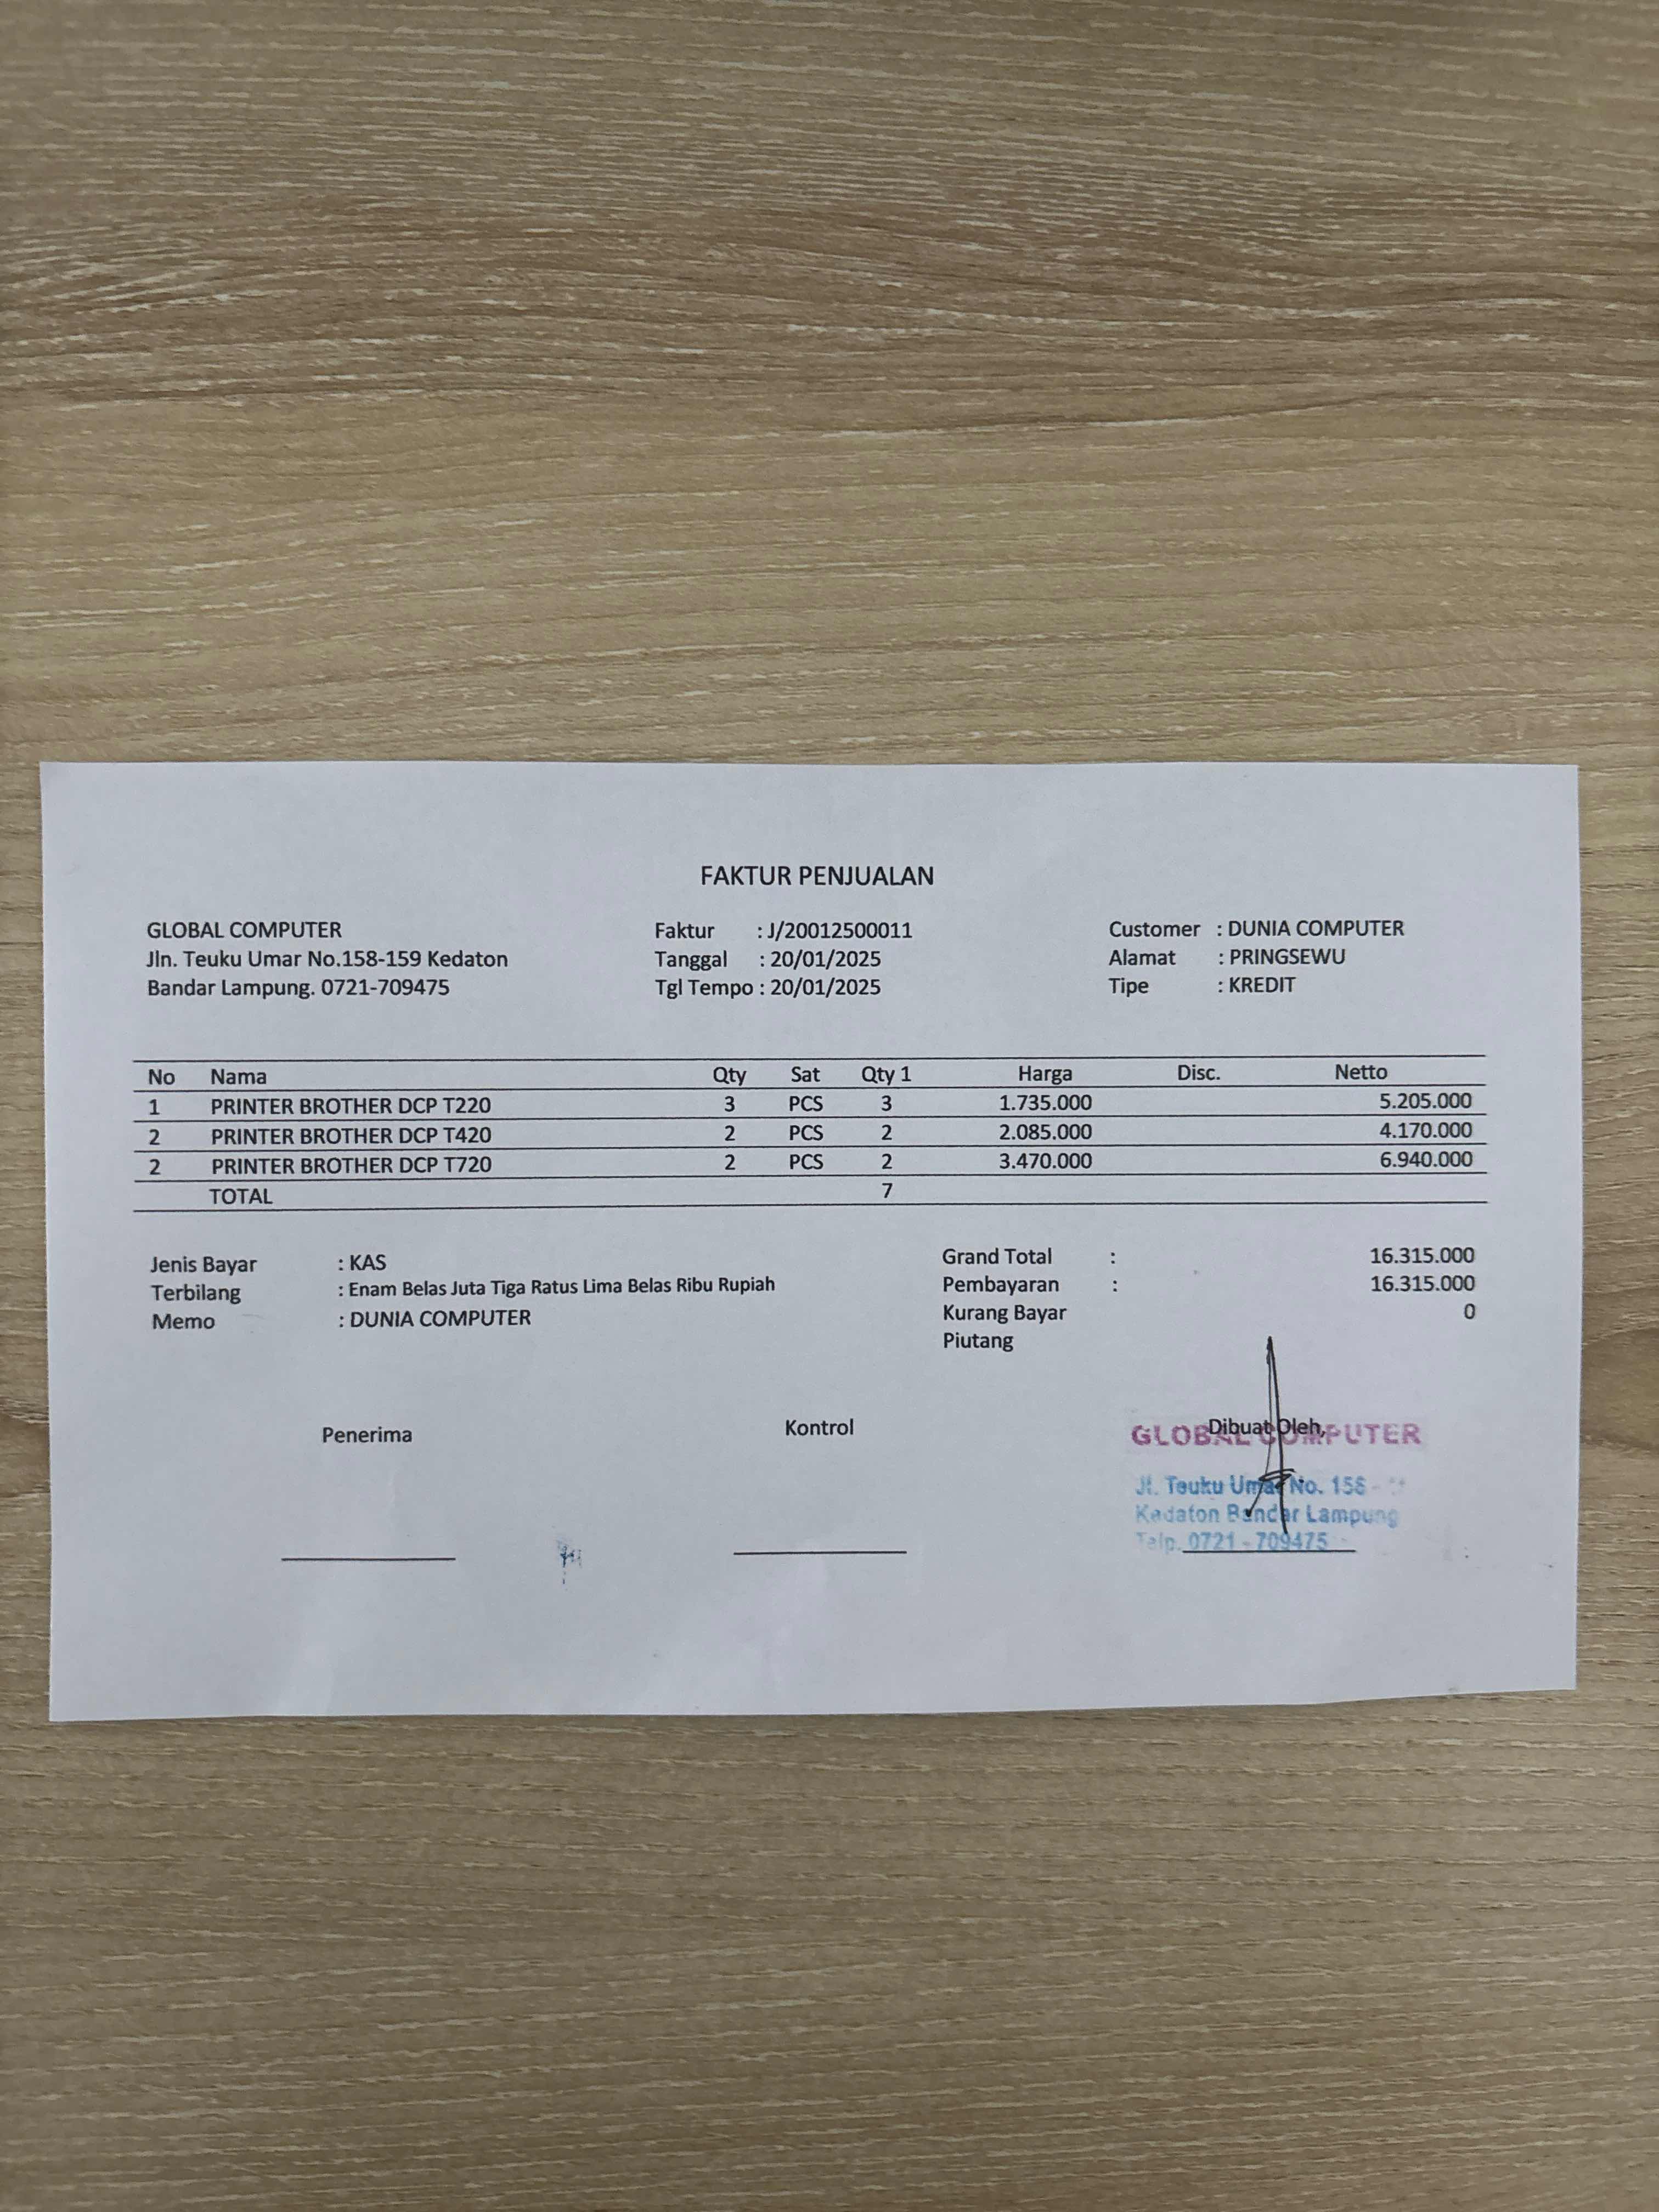 FAKTUR PENJUALAN
GLOBAL COMPUTER
Jln. Teuku Umar No.158-159 Kedaton
Bandar Lampung. 0721-709475
Faktur : J/20012500011
Tanggal : 20/01/2025
Tgl Tempo : 20/01/2025
Customer : DUNIA COMPUTER
Alamat : PRINGSEWU
Tipe : KREDIT
No Nama Qty Sat Qty 1 Harga Disc. Netto
1 PRINTER BROTHER DCP T220 3 PCS 3 1.735.000 5.205.000
2 PRINTER BROTHER DCP T420 2 PCS 2 2.085.000 4.170.000
2 PRINTER BROTHER DCP T720 2 PCS 2 3.470.000 6.940.000
TOTAL 7
Jenis Bayar : KAS
Terbilang : Enam Belas Juta Tiga Ratus Lima Belas Ribu Rupiah
Memo : DUNIA COMPUTER
Grand Total : 16.315.000
Pembayaran : 16.315.000
Kurang Bayar 0
Piutang
Penerima
Kontrol
Dibuat Oleh,
GLOBAL COMPUTER
Jl. Teuku Umar No. 158 -
Kedaton Bandar Lampung
Telp. 0721 - 709475